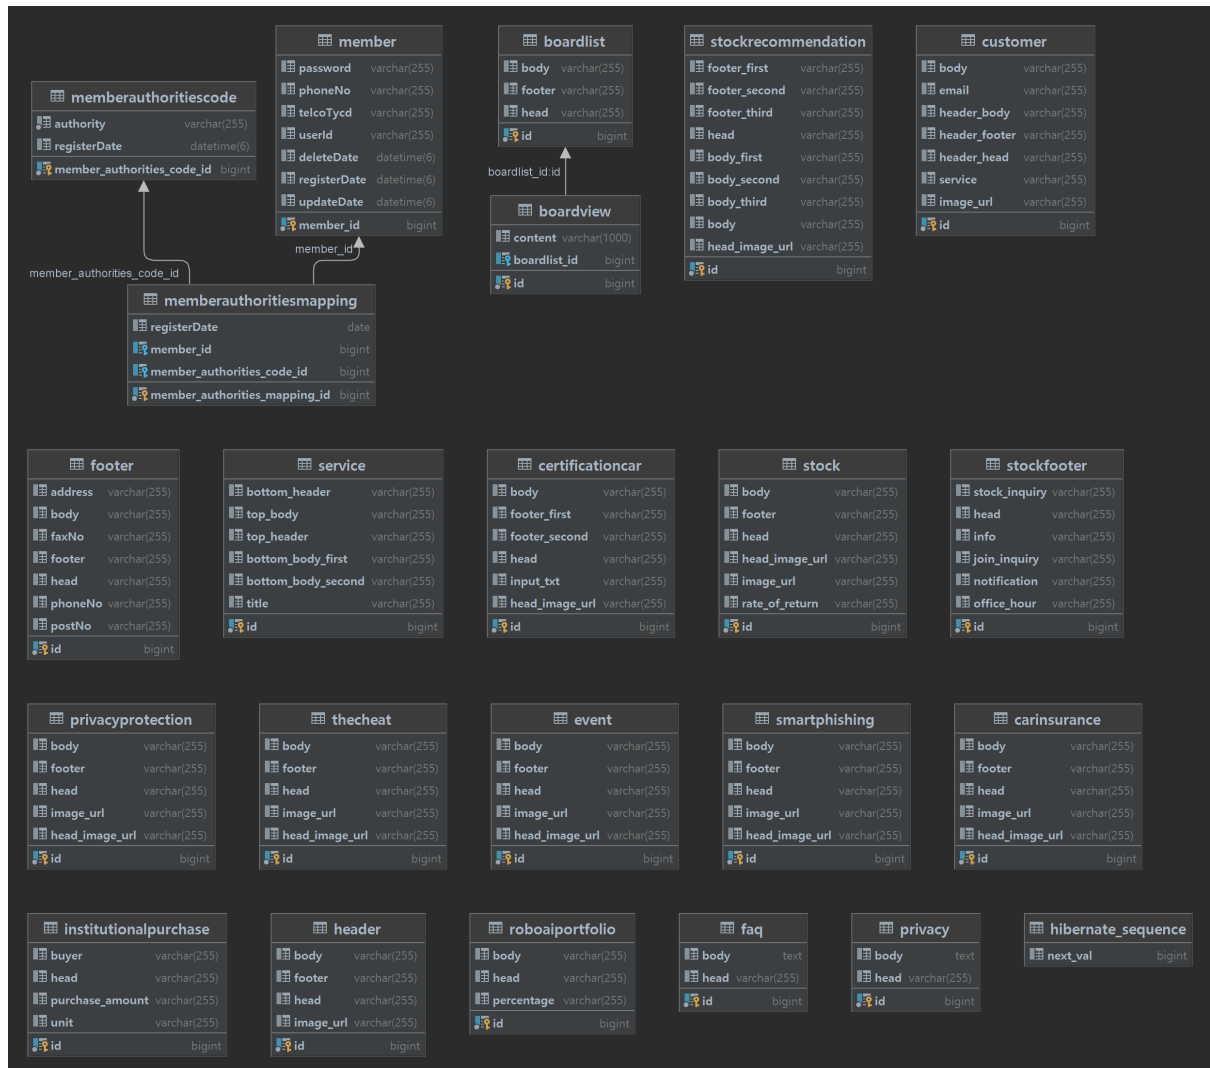 memberauthoritiescode
authority varchar(255)
registerDate datetime(6)
member_authorities_code_id bigint
member
password varchar(255)
phoneNo varchar(255)
telcoTycd varchar(255)
userId varchar(255)
deleteDate datetime(6)
registerDate datetime(6)
updateDate datetime(6)
member_id bigint
boardlist
body varchar(255)
footer varchar(255)
head varchar(255)
id bigint
stockrecommendation
footer_first varchar(255)
footer_second varchar(255)
footer_third varchar(255)
head varchar(255)
body_first varchar(255)
body_second varchar(255)
body_third varchar(255)
body varchar(255)
head_image_url varchar(255)
id bigint
customer
body varchar(255)
email varchar(255)
header_body varchar(255)
header_footer varchar(255)
header_head varchar(255)
service varchar(255)
image_url varchar(255)
id bigint
boardlist_id:id
boardview
content varchar(1000)
boardlist_id bigint
id bigint
member_id
member_authorities_code_id
memberauthoritiesmapping
registerDate date
member_id bigint
member_authorities_code_id bigint
member_authorities_mapping_id bigint
footer
address varchar(255)
body varchar(255)
faxNo varchar(255)
footer varchar(255)
head varchar(255)
phoneNo varchar(255)
postNo varchar(255)
id bigint
service
bottom_header varchar(255)
top_body varchar(255)
top_header varchar(255)
bottom_body_first varchar(255)
bottom_body_second varchar(255)
title varchar(255)
id bigint
certificationcar
body varchar(255)
footer_first varchar(255)
footer_second varchar(255)
head varchar(255)
input_txt varchar(255)
head_image_url varchar(255)
id bigint
stock
body varchar(255)
footer varchar(255)
head varchar(255)
head_image_url varchar(255)
image_url varchar(255)
rate_of_return varchar(255)
id bigint
stockfooter
stock_inquiry varchar(255)
head varchar(255)
info varchar(255)
join_inquiry varchar(255)
notification varchar(255)
office_hour varchar(255)
id bigint
privacyprotection
body varchar(255)
footer varchar(255)
head varchar(255)
image_url varchar(255)
head_image_url varchar(255)
id bigint
thecheat
body varchar(255)
footer varchar(255)
head varchar(255)
image_url varchar(255)
head_image_url varchar(255)
id bigint
event
body varchar(255)
footer varchar(255)
head varchar(255)
image_url varchar(255)
head_image_url varchar(255)
id bigint
smartphishing
body varchar(255)
footer varchar(255)
head varchar(255)
image_url varchar(255)
head_image_url varchar(255)
id bigint
carinsurance
body varchar(255)
footer varchar(255)
head varchar(255)
image_url varchar(255)
head_image_url varchar(255)
id bigint
institutionalpurchase
buyer varchar(255)
head varchar(255)
purchase_amount varchar(255)
unit varchar(255)
id bigint
header
body varchar(255)
footer varchar(255)
head varchar(255)
image_url varchar(255)
id bigint
roboaiportfolio
body varchar(255)
head varchar(255)
percentage varchar(255)
id bigint
faq
body text
head varchar(255)
id bigint
privacy
body text
head varchar(255)
id bigint
hibernate_sequence
next_val bigint